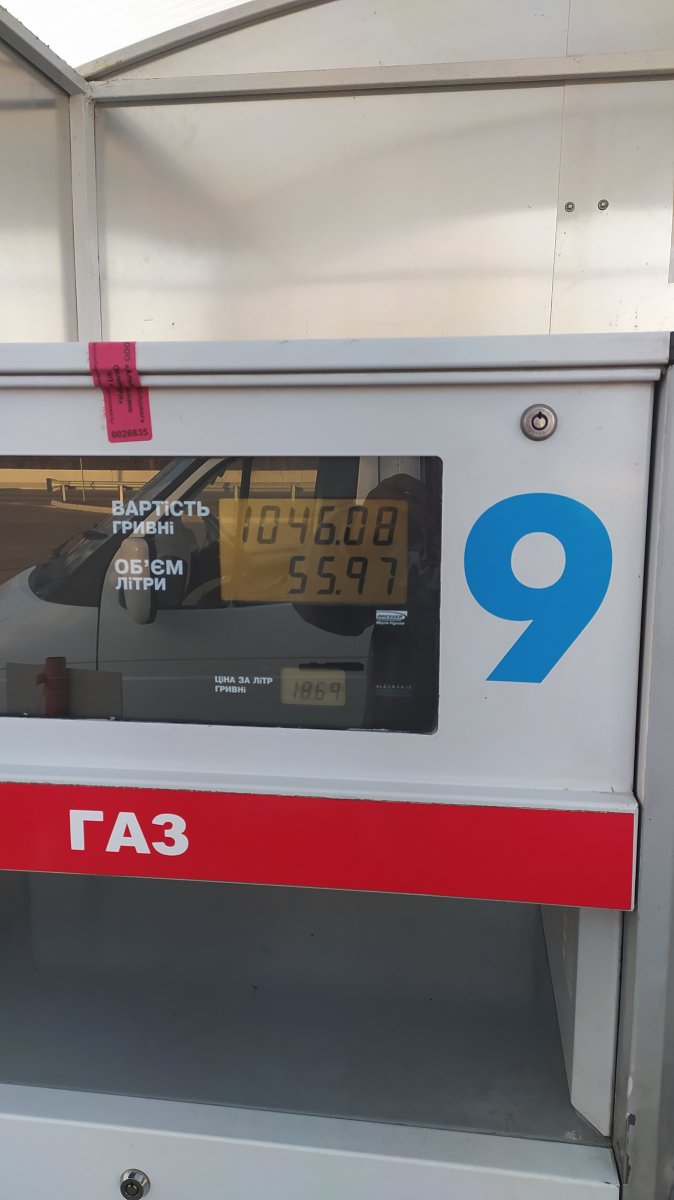 0026835
ВАРТІСТЬ
ГРИВНІ
1046.08
ОБ'ЄМ
ЛІТРИ
55.97
9
ЦІНА ЗА ЛІТР
ГРИВНІ
18.69
ГАЗ